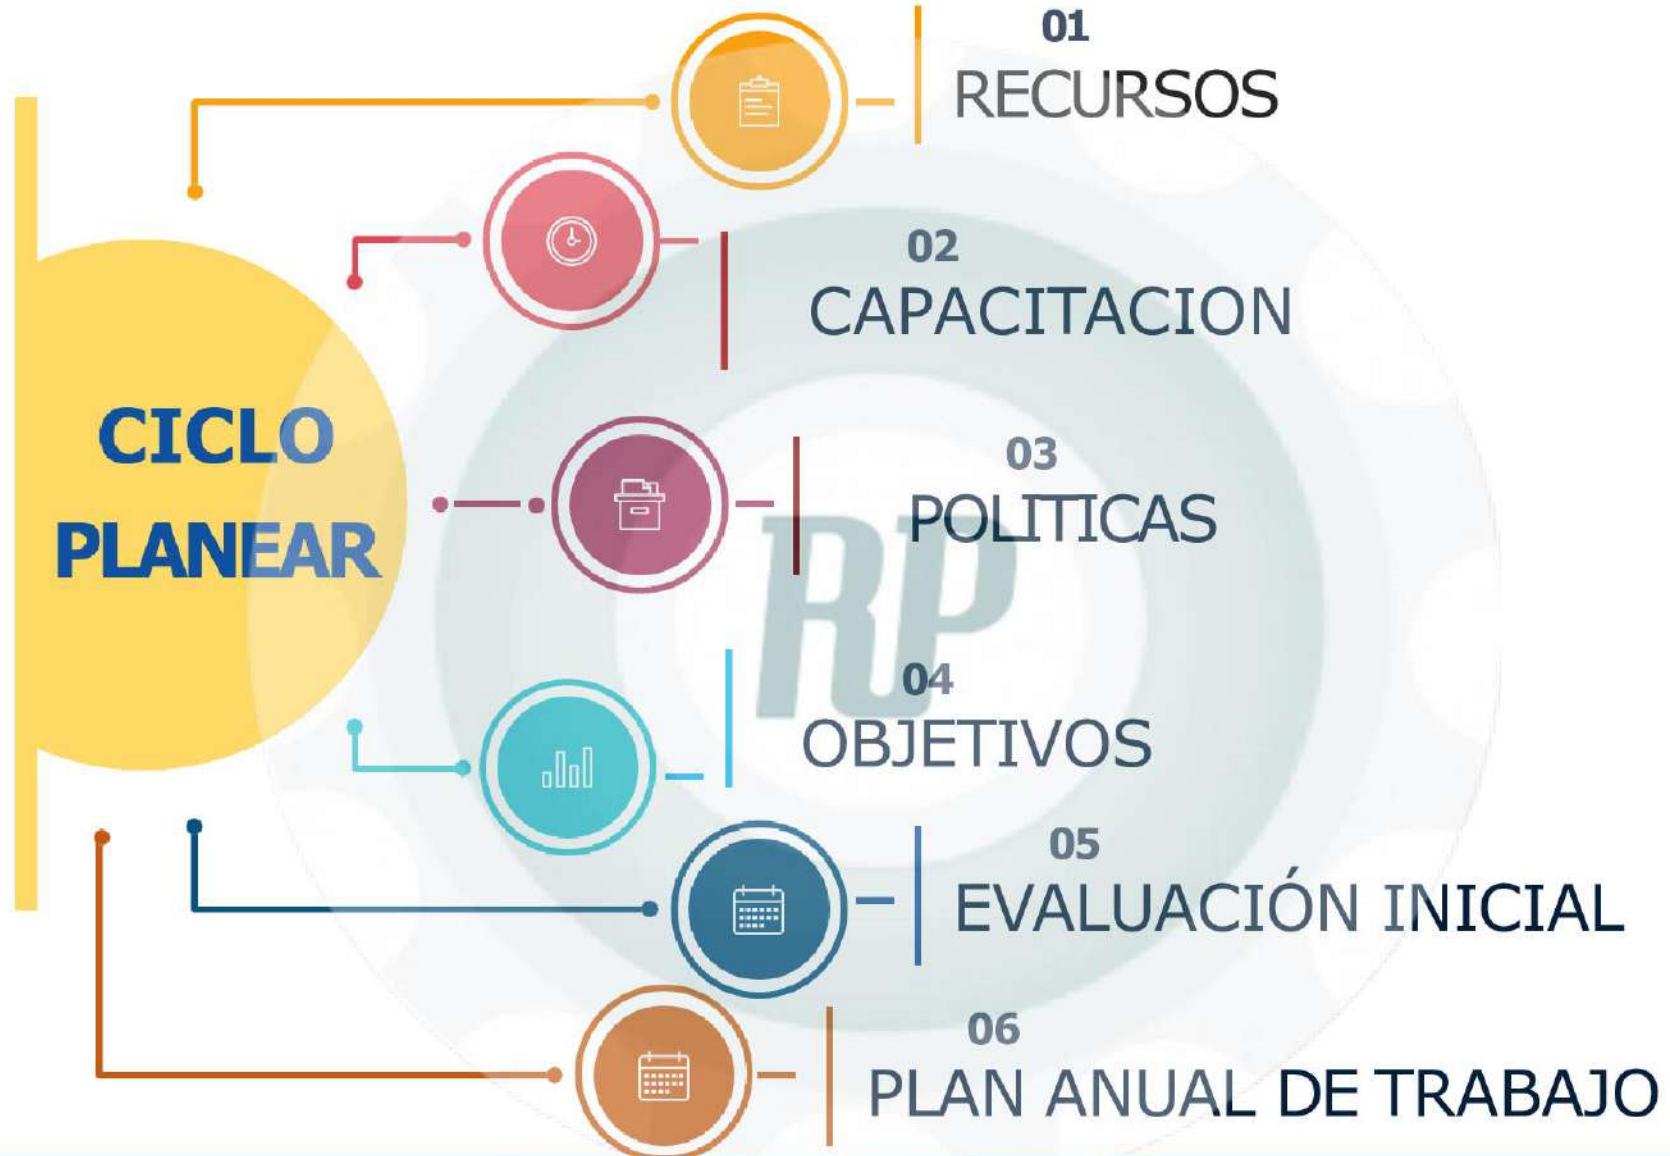 CICLO
PLANEAR
01
RECURSOS
02
CAPACITACION
03
POLITICAS
RP
04
OBJETIVOS
05
EVALUACIÓN INICIAL
06
PLAN ANUAL DE TRABAJO